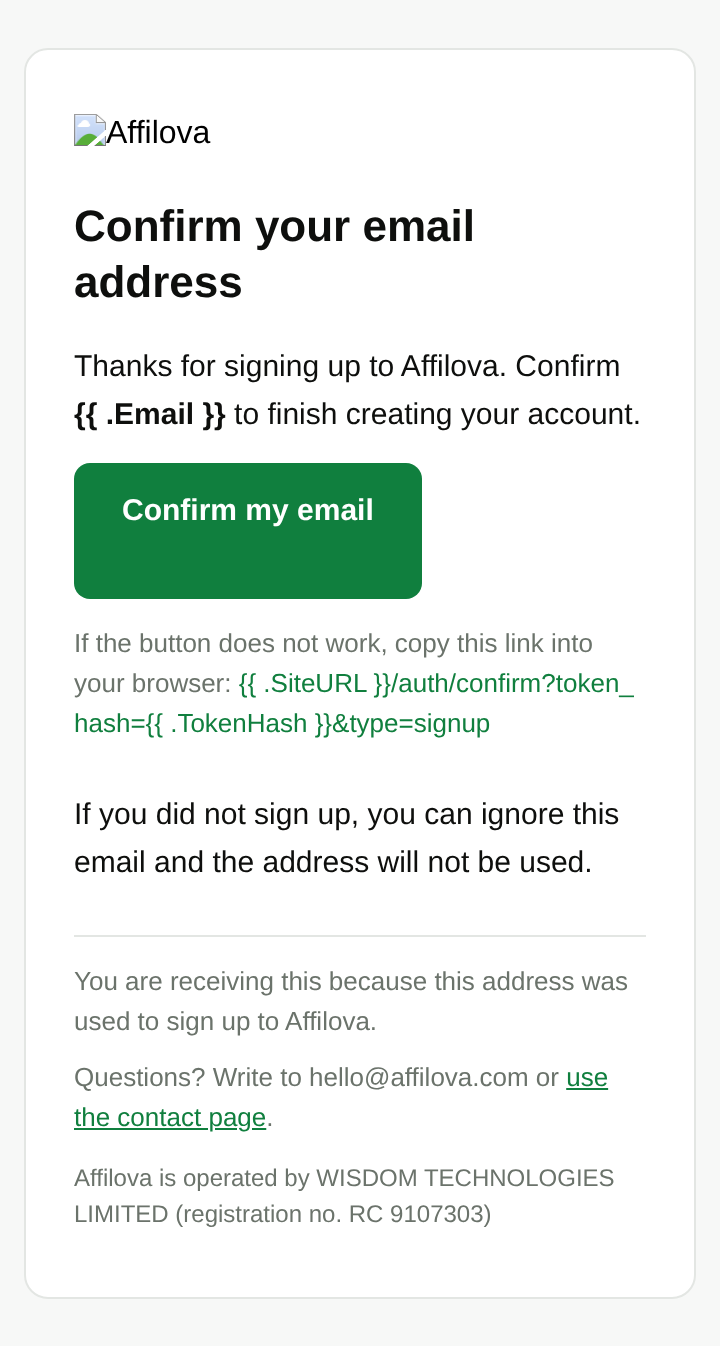 Affilova
Confirm your email
address
Thanks for signing up to Affilova. Confirm
{{ .Email }} to finish creating your account.
Confirm my email
If the button does not work, copy this link into
your browser: {{ .SiteURL }}/auth/confirm?token_
hash={{ .TokenHash }}&type=signup
If you did not sign up, you can ignore this
email and the address will not be used.
You are receiving this because this address was
used to sign up to Affilova.
Questions? Write to hello@affilova.com or use
the contact page.
Affilova is operated by WISDOM TECHNOLOGIES
LIMITED (registration no. RC 9107303)